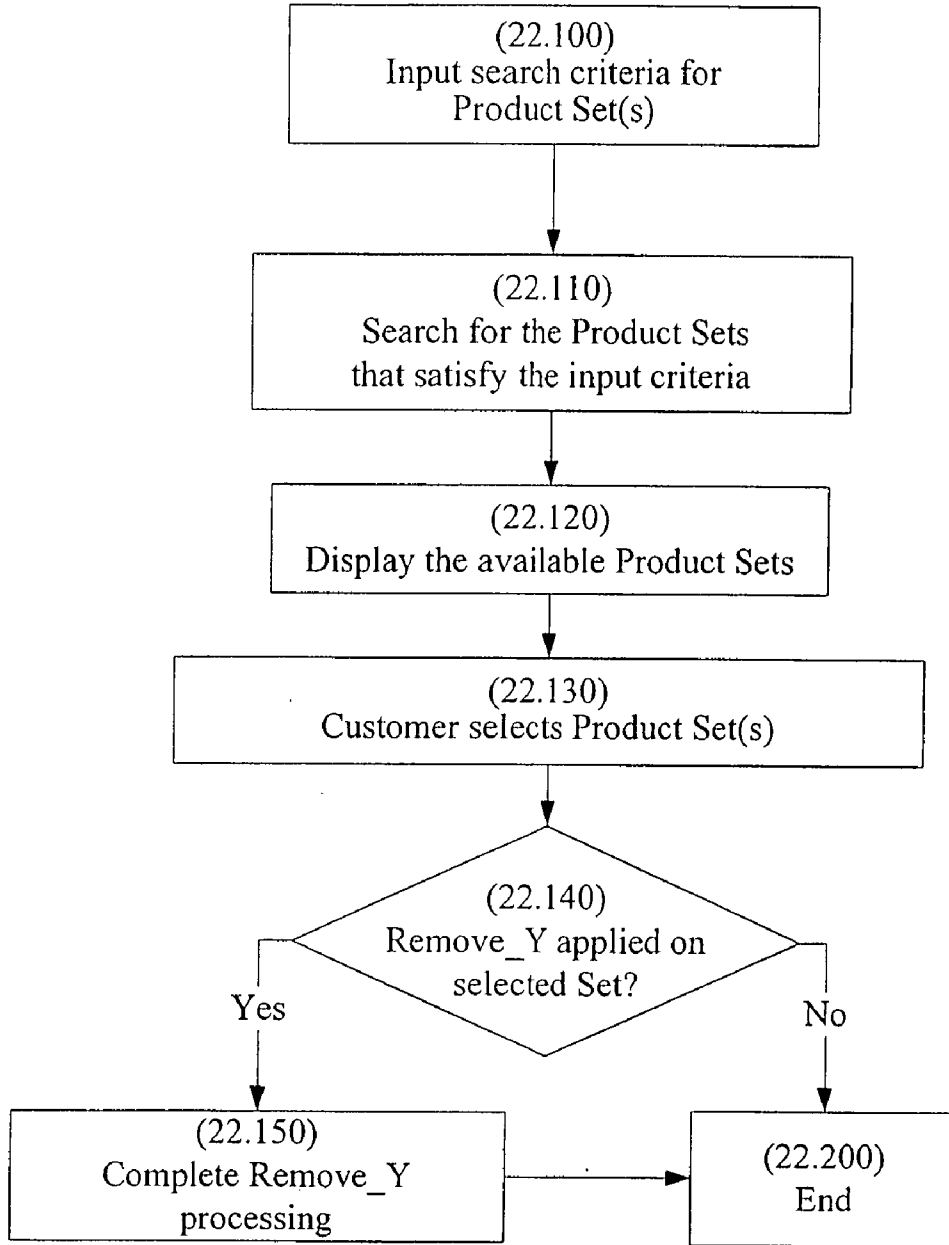 (22.100)
Input search criteria for
Product Set(s)
(22.110)
Search for the Product Sets
that satisfy the input criteria
(22.120)
Display the available Product Sets
(22.130)
Customer selects Product Set(s)
(22.140)
Remove_Y applied on
selected Set?
Yes
No
(22.150)
Complete Remove_Y
processing
(22.200)
End